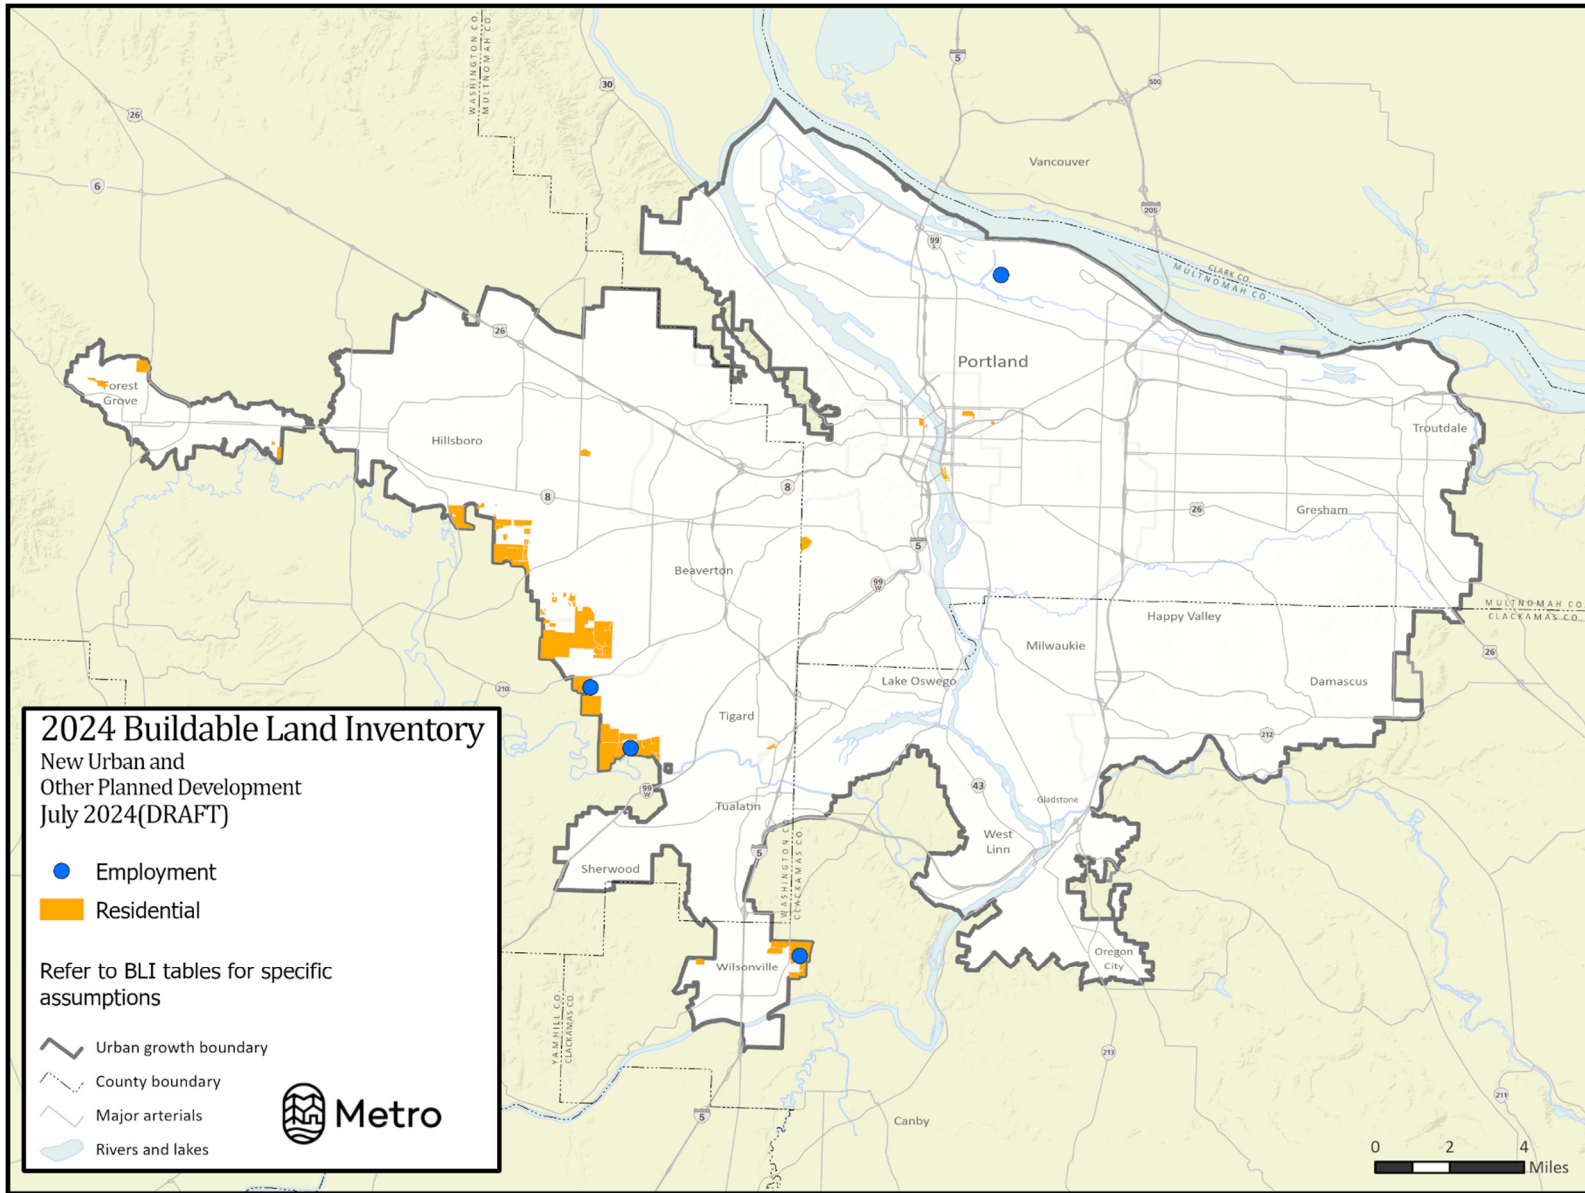 WASHINGTON CO.
MULTNOMAH CO.
30
5
500
26
Vancouver
6
205
99
E
CLARK CO.
MULTNOMAH CO.
26
Portland
Forest
Grove
Troutdale
Hillsboro
8
8
26
Gresham
5
Beaverton
99
W
MULTNOMAH CO.
CLACKAMAS CO.
Happy Valley
Milwaukie
26
Lake Oswego
Damascus
210
Tigard
212
99
W
43
Tualatin
Gladstone
West
Linn
5
WASHINGTON CO.
CLACKAMAS CO.
Sherwood
Oregon
City
Wilsonville
YAMHILL CO.
CLACKAMAS CO.
213
211
5
Canby
2024 Buildable Land Inventory
New Urban and
Other Planned Development
July 2024(DRAFT)
Employment
Residential
Refer to BLI tables for specific
assumptions
Urban growth boundary
County boundary
Major arterials
Rivers and lakes
Metro
0 2 4
Miles